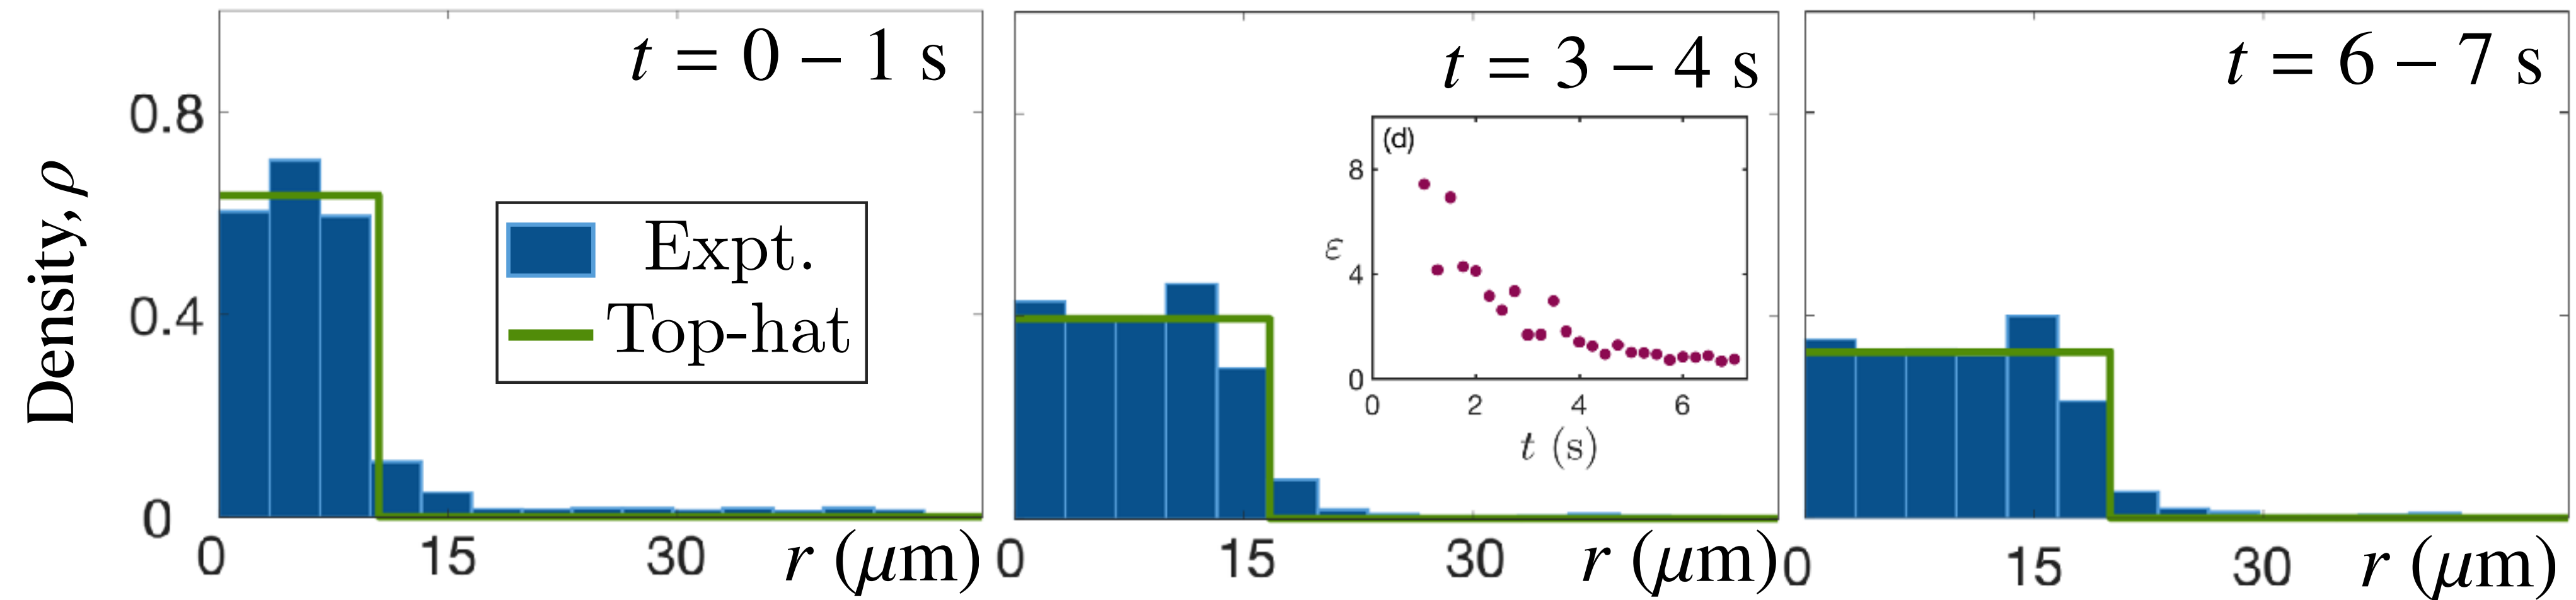 Density, ρ
0.8
0.4
0
t = 0 – 1 s
Expt.
Top-hat
0
15
30
r (μm)
t = 3 – 4 s
(d)
ε
8
4
0
0
2
4
6
t (s)
0
15
30
r (μm)
t = 6 – 7 s
0
15
30
r (μm)